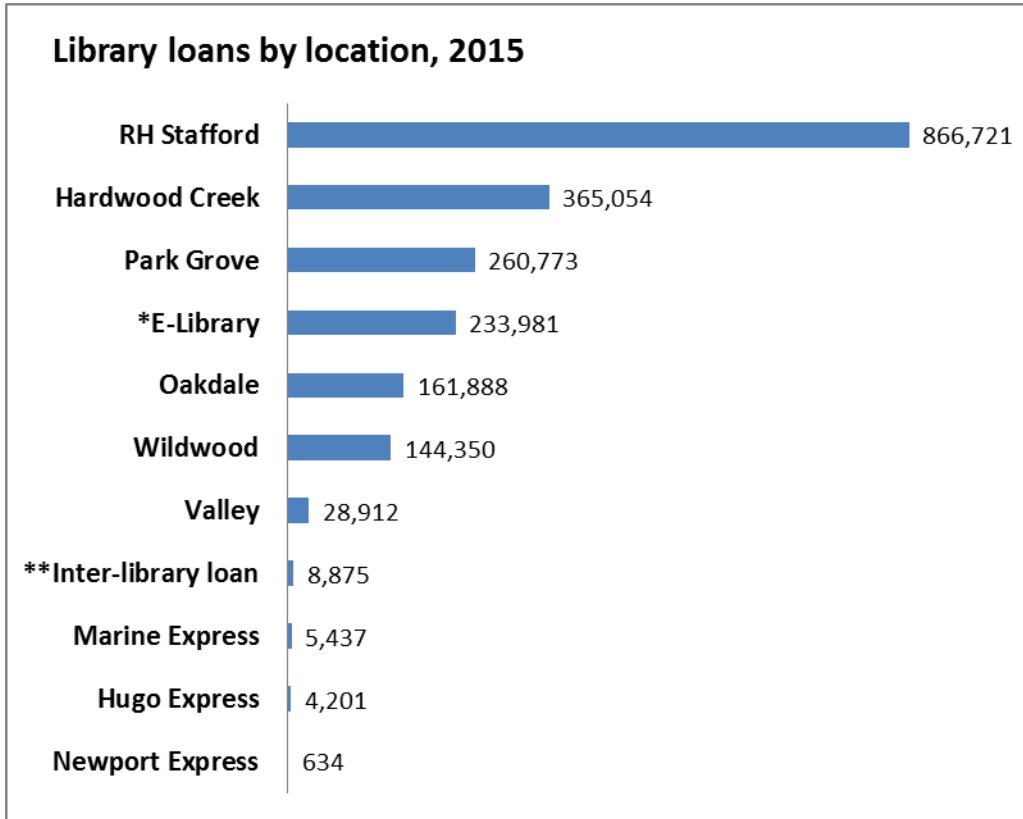 Library loans by location, 2015
RH Stafford 866,721
Hardwood Creek 365,054
Park Grove 260,773
*E-Library 233,981
Oakdale 161,888
Wildwood 144,350
Valley 28,912
**Inter-library loan 8,875
Marine Express 5,437
Hugo Express 4,201
Newport Express 634